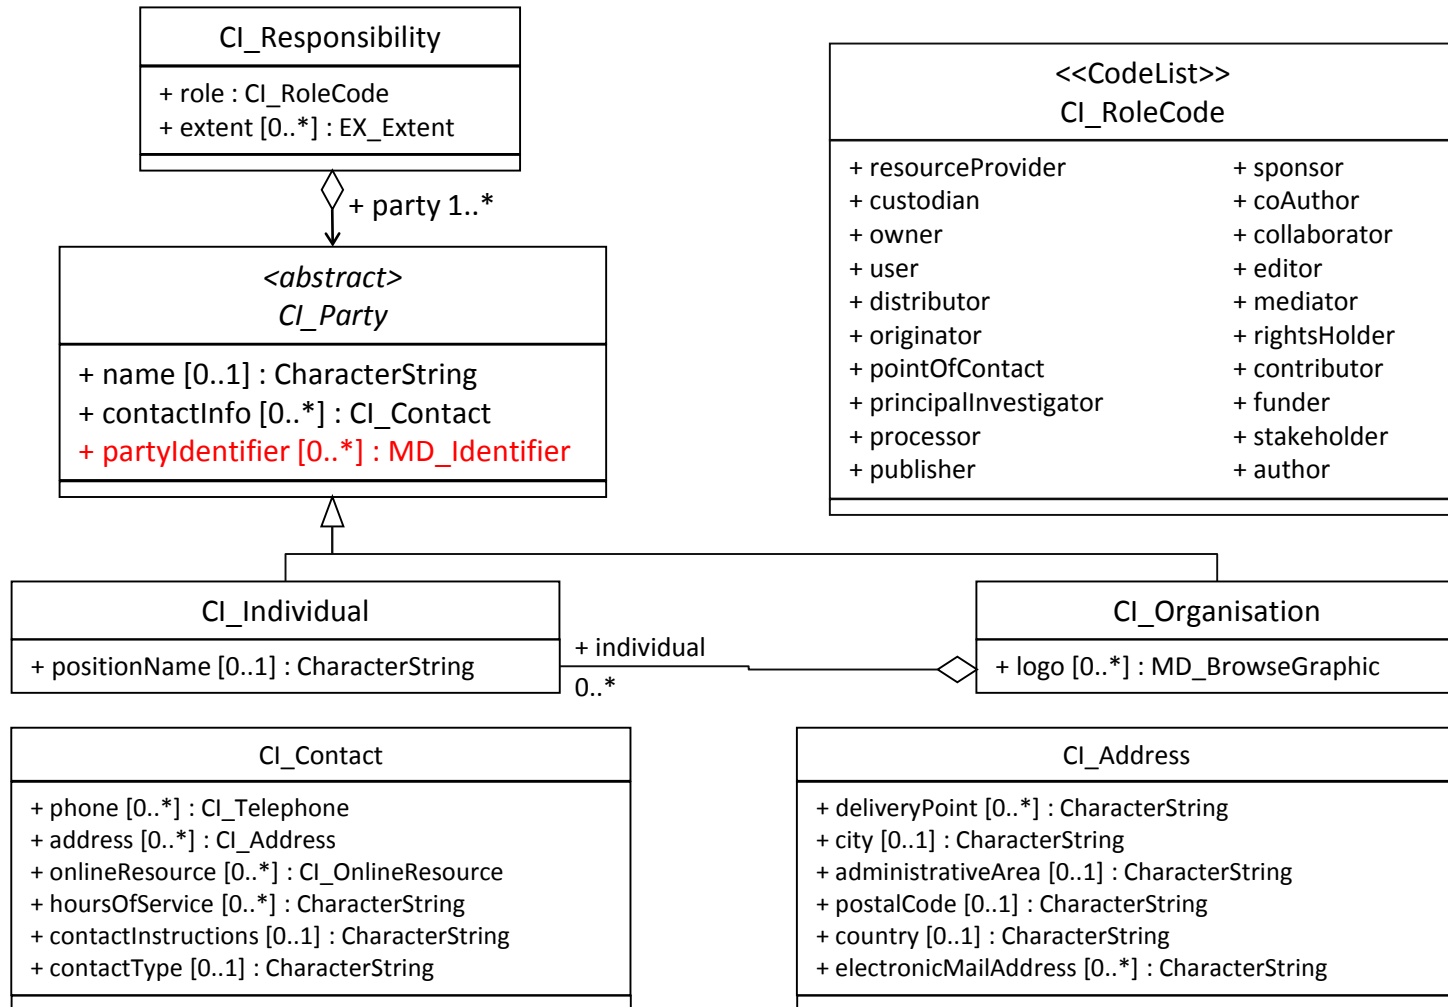 CI_Responsibility
+ role : CI_RoleCode
+ extent [0..*] : EX_Extent
+ party 1..*
<abstract>
CI_Party
+ name [0..1] : CharacterString
+ contactInfo [0..*] : CI_Contact
+ partyIdentifier [0..*] : MD_Identifier
<<CodeList>>
CI_RoleCode
+ resourceProvider
+ custodian
+ owner
+ user
+ distributor
+ originator
+ pointOfContact
+ principalInvestigator
+ processor
+ publisher
+ sponsor
+ coAuthor
+ collaborator
+ editor
+ mediator
+ rightsHolder
+ contributor
+ funder
+ stakeholder
+ author
CI_Individual
+ positionName [0..1] : CharacterString
+ individual
0..*
CI_Organisation
+ logo [0..*] : MD_BrowseGraphic
CI_Contact
+ phone [0..*] : CI_Telephone
+ address [0..*] : CI_Address
+ onlineResource [0..*] : CI_OnlineResource
+ hoursOfService [0..*] : CharacterString
+ contactInstructions [0..1] : CharacterString
+ contactType [0..1] : CharacterString
CI_Address
+ deliveryPoint [0..*] : CharacterString
+ city [0..1] : CharacterString
+ administrativeArea [0..1] : CharacterString
+ postalCode [0..1] : CharacterString
+ country [0..1] : CharacterString
+ electronicMailAddress [0..*] : CharacterString